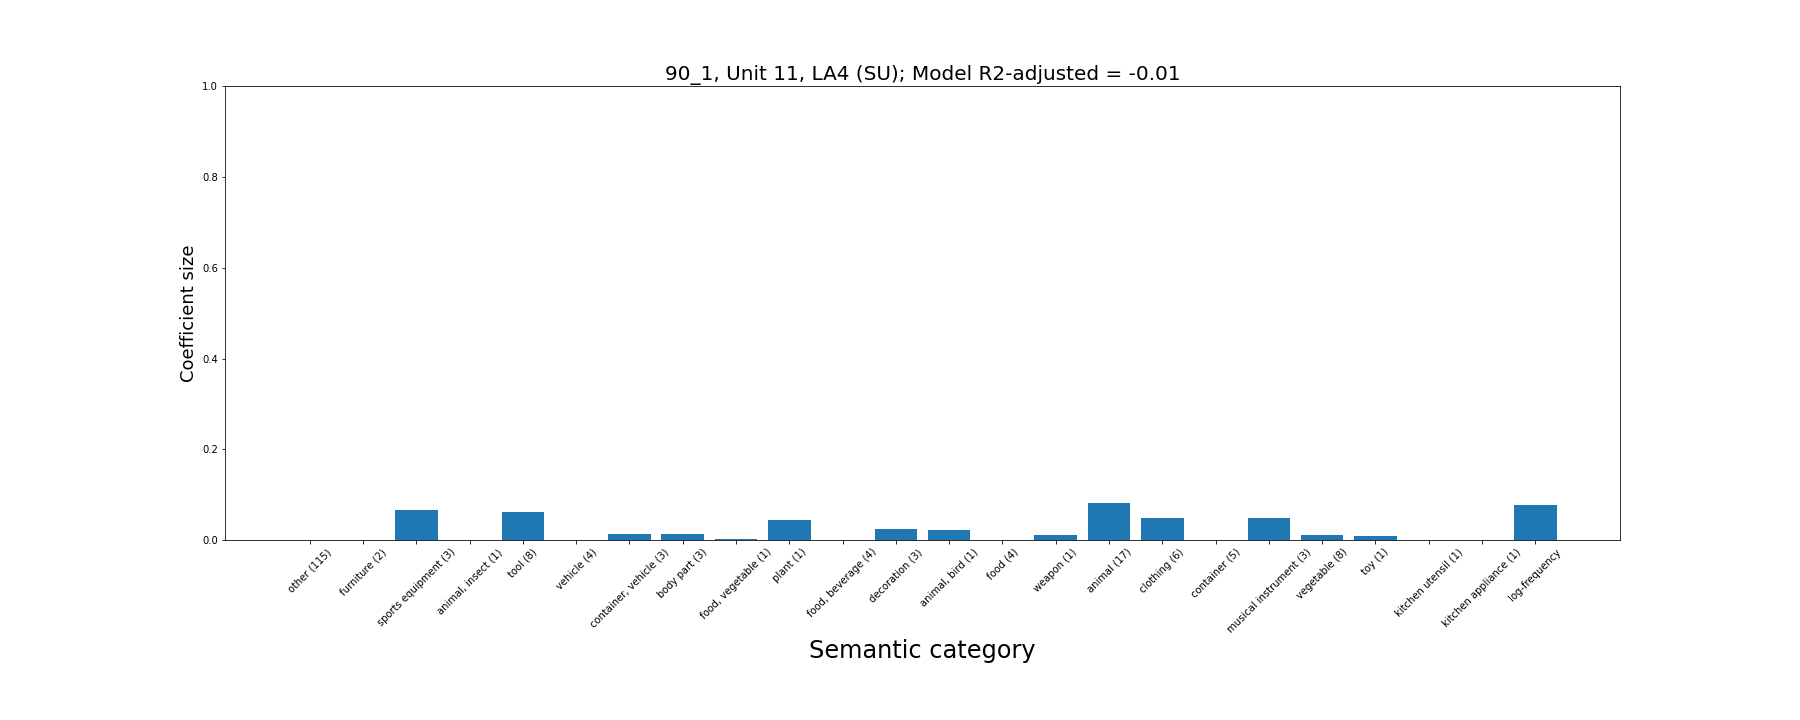 90_1, Unit 11, LA4 (SU); Model R2-adjusted = -0.01
1.0
0.8
0.6
0.4
0.2
0.0
Coefficient size
other (115)
furniture (2)
sports equipment (3)
animal, insect (1)
tool (8)
vehicle (4)
container, vehicle (3)
body part (3)
food, vegetable (1)
plant (1)
food, beverage (4)
decoration (3)
animal, bird (1)
food (4)
weapon (1)
animal (17)
clothing (6)
container (5)
musical instrument (3)
vegetable (8)
toy (1)
kitchen utensil (1)
kitchen appliance (1)
log-frequency
Semantic category